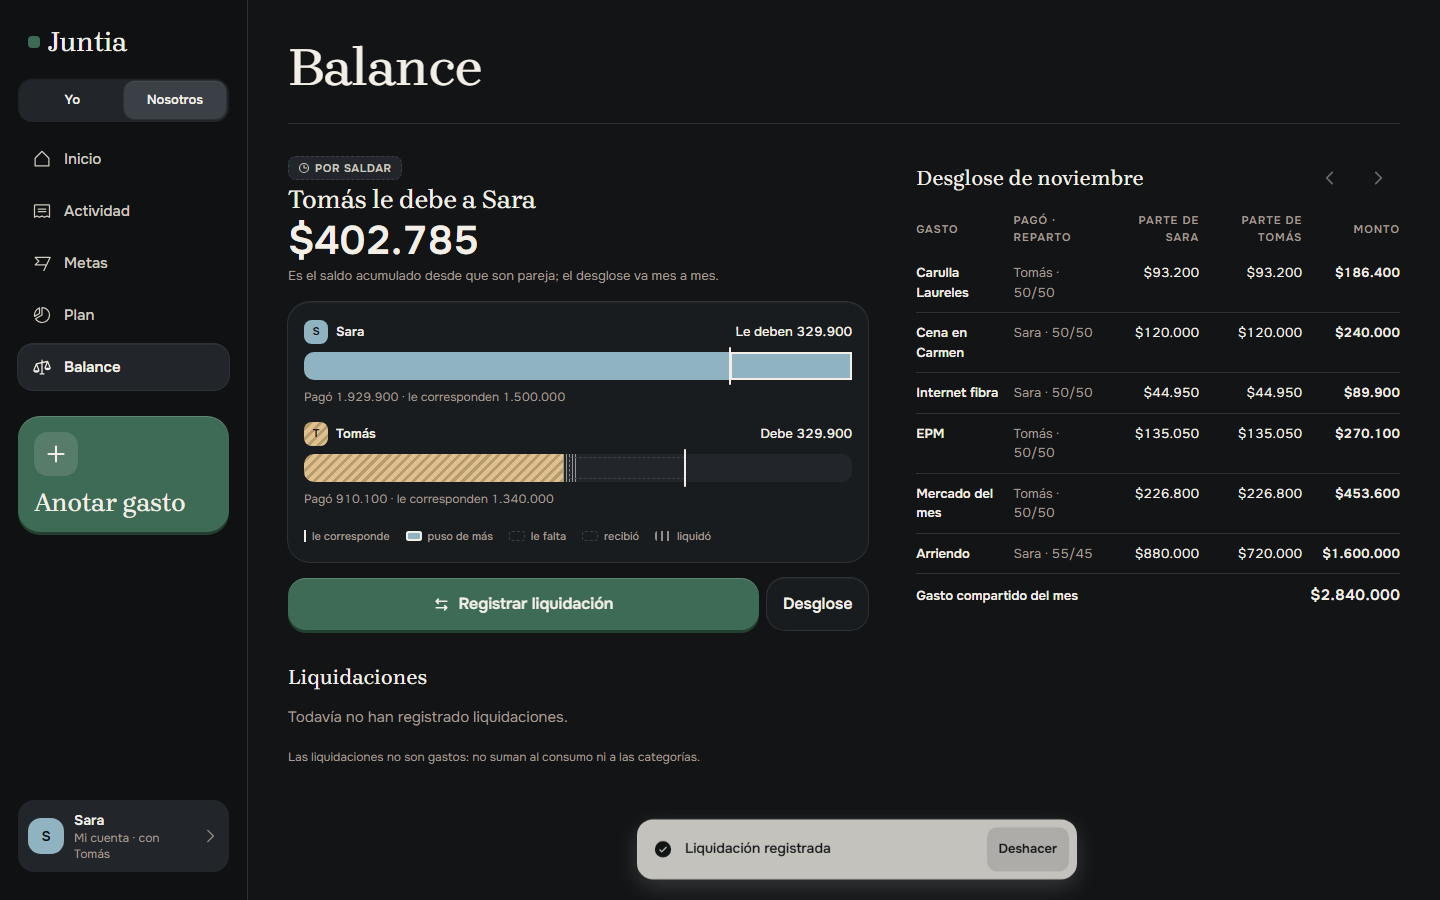 Juntia
Yo
Nosotros
Inicio
Actividad
Metas
Plan
Balance
Anotar gasto
S
Sara
Mi cuenta · con
Tomás
Balance
POR SALDAR
Tomás le debe a Sara
$402.785
Es el saldo acumulado desde que son pareja; el desglose va mes a mes.
S Sara Le deben 329.900
Pagó 1.929.900 · le corresponden 1.500.000
T Tomás Debe 329.900
Pagó 910.100 · le corresponden 1.340.000
le corresponde puso de más le falta recibió liquidó
Registrar liquidación
Desglose
Liquidaciones
Todavía no han registrado liquidaciones.
Las liquidaciones no son gastos: no suman al consumo ni a las categorías.
Desglose de noviembre
GASTO PAGÓ · REPARTO PARTE DE SARA PARTE DE TOMÁS MONTO
Carulla Laureles Tomás · 50/50 $93.200 $93.200 $186.400
Cena en Carmen Sara · 50/50 $120.000 $120.000 $240.000
Internet fibra Sara · 50/50 $44.950 $44.950 $89.900
EPM Tomás · 50/50 $135.050 $135.050 $270.100
Mercado del mes Tomás · 50/50 $226.800 $226.800 $453.600
Arriendo Sara · 55/45 $880.000 $720.000 $1.600.000
Gasto compartido del mes $2.840.000
Liquidación registrada
Deshacer